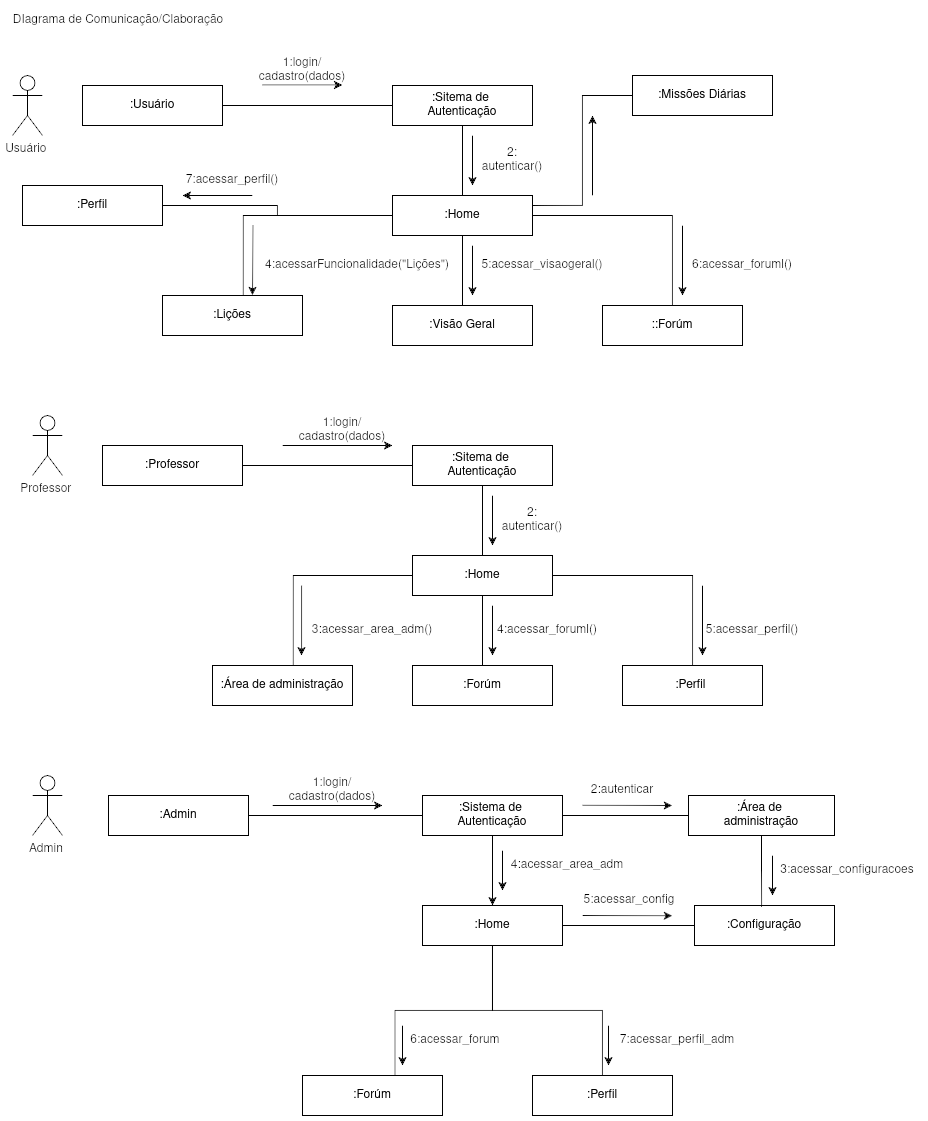 DIagrama de Comunicação/Claboração
1:login/
cadastro(dados)
:Usuário
:Sitema de
Autenticação
:Missões Diárias
Usuário
2:
autenticar()
7:acessar_perfil()
:Perfil
:Home
4:acessarFuncionalidade("Lições")
5:acessar_visaogeral()
6:acessar_foruml()
:Lições
:Visão Geral
::Forúm
1:login/
cadastro(dados)
:Professor
:Sitema de
Autenticação
Professor
2:
autenticar()
:Home
3:acessar_area_adm()
4:acessar_foruml()
5:acessar_perfil()
:Área de administração
:Forúm
:Perfil
1:login/
cadastro(dados)
2:autenticar
:Admin
:Sistema de
Autenticação
:Área de
administração
Admin
4:acessar_area_adm
3:acessar_configuracoes
5:acessar_config
:Home
:Configuração
6:acessar_forum
7:acessar_perfil_adm
:Forúm
:Perfil